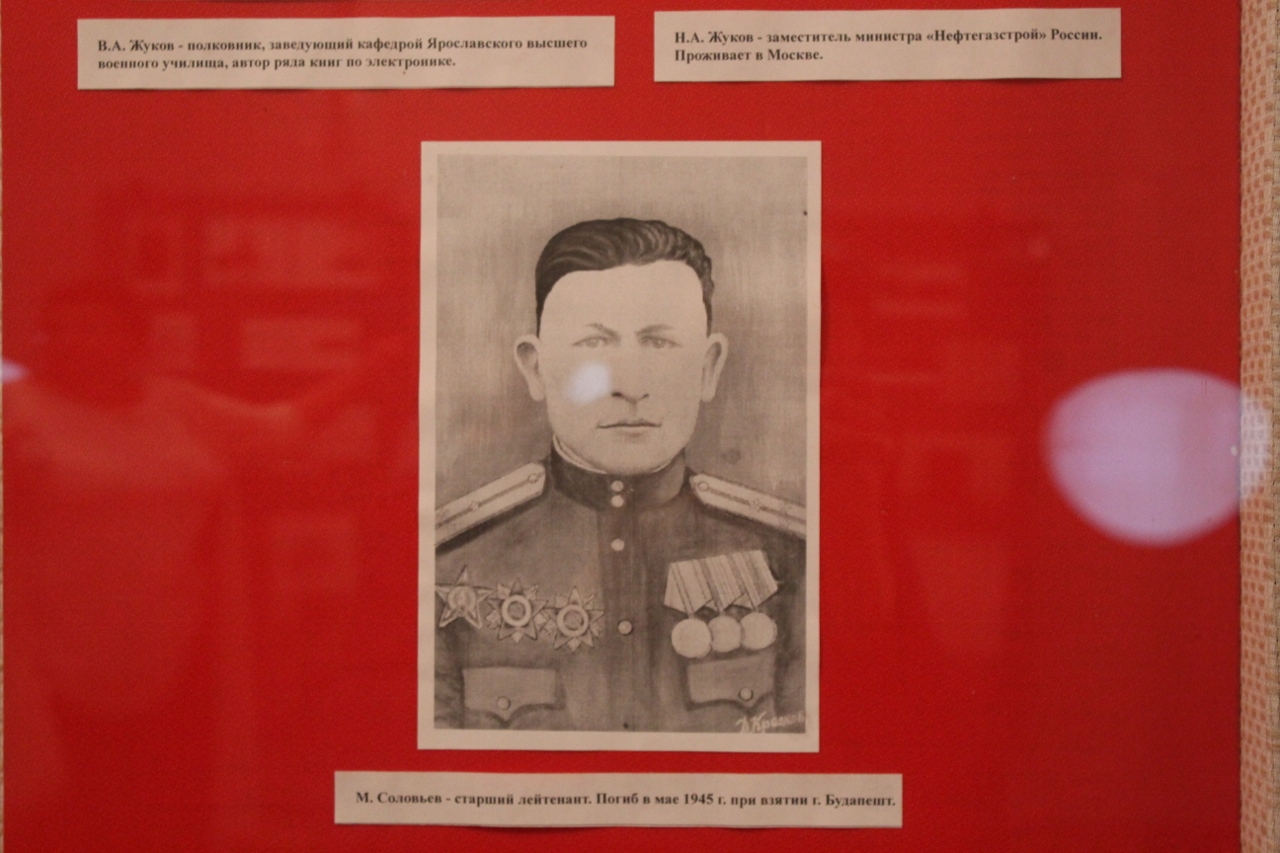 В.А. Жуков - полковник, заведующий кафедрой Ярославского высшего
военного училища, автор ряда книг по электронике.
Н.А. Жуков - заместитель министра «Нефтегазстрой» России.
Проживает в Москве.
М. Соловьев - старший лейтенант. Погиб в мае 1945 г. при взятии г. Будапешт.